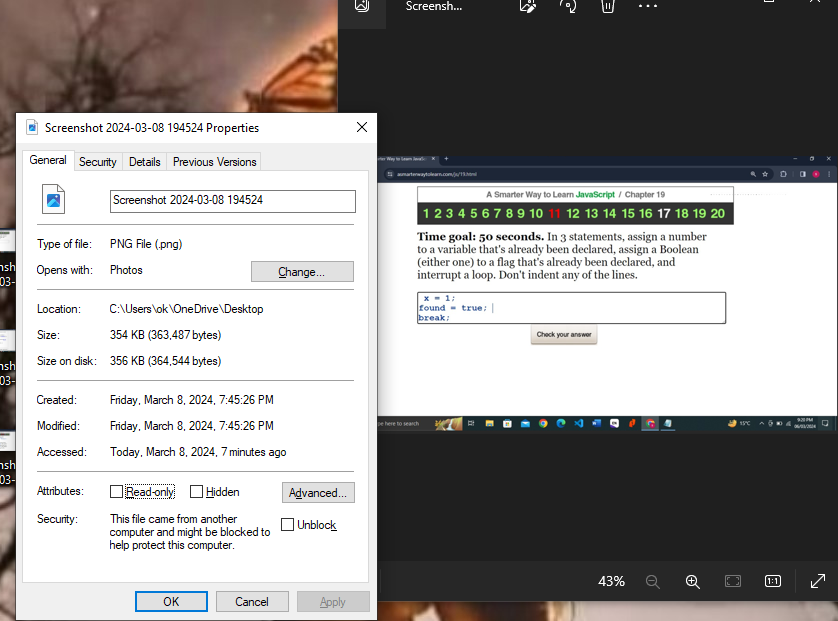 Screensh...
Screenshot 2024-03-08 194524 Properties
General
Security
Details
Previous Versions
Screenshot 2024-03-08 194524
Type of file:
PNG File (.png)
Opens with:
Photos
Change...
Location:
C:\Users\ok\OneDrive\Desktop
Size:
354 KB (363,487 bytes)
Size on disk:
356 KB (364,544 bytes)
Created:
Friday, March 8, 2024, 7:45:26 PM
Modified:
Friday, March 8, 2024, 7:45:26 PM
Accessed:
Today, March 8, 2024, 7 minutes ago
Attributes:
Read-only
Hidden
Advanced...
Security:
This file came from another
computer and might be blocked to
help protect this computer.
Unblock
OK
Cancel
Apply
nsh
03-
nsh
03-
nsh
03-
asmarterwaytolearn.com/js/19.html
A Smarter Way to Learn JavaScript / Chapter 19
1 2 3 4 5 6 7 8 9 10 11 12 13 14 15 16 17 18 19 20
Time goal: 50 seconds. In 3 statements, assign a number
to a variable that's already been declared, assign a Boolean
(either one) to a flag that's already been declared, and
interrupt a loop. Don't indent any of the lines.
x = 1;
found = true;
break;
Check your answer
pe here to search
15°C
43%
1:1